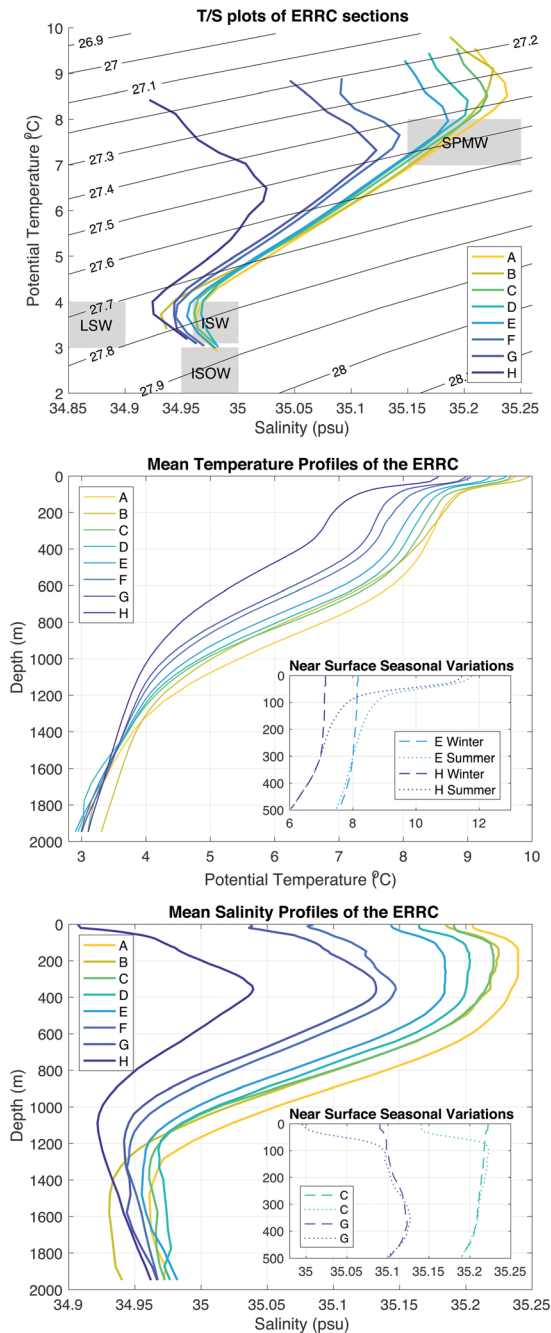 T/S plots of ERRC sections
10
9
8
7
6
5
4
3
2
Potential Temperature (ºC)
26.9
27
27.1
27.2
27.3
27.4
27.5
27.6
27.7
27.8
27.9
28
28.
SPMW
LSW
ISW
ISOW
A
B
C
D
E
F
G
H
34.85 34.9 34.95 35 35.05 35.1 35.15 35.2 35.25
Salinity (psu)
Mean Temperature Profiles of the ERRC
0
200
400
600
800
1000
1200
1400
1600
1800
2000
Depth (m)
A
B
C
D
E
F
G
H
Near Surface Seasonal Variations
0
100
200
300
400
500
E Winter
E Summer
H Winter
H Summer
6 8 10 12
3 4 5 6 7 8 9 10
Potential Temperature (ºC)
Mean Salinity Profiles of the ERRC
0
200
400
600
800
1000
1200
1400
1600
1800
2000
Depth (m)
A
B
C
D
E
F
G
H
Near Surface Seasonal Variations
0
100
200
300
400
500
C
C
G
G
35 35.05 35.1 35.15 35.2 35.25
34.9 34.95 35 35.05 35.1 35.15 35.2 35.25
Salinity (psu)